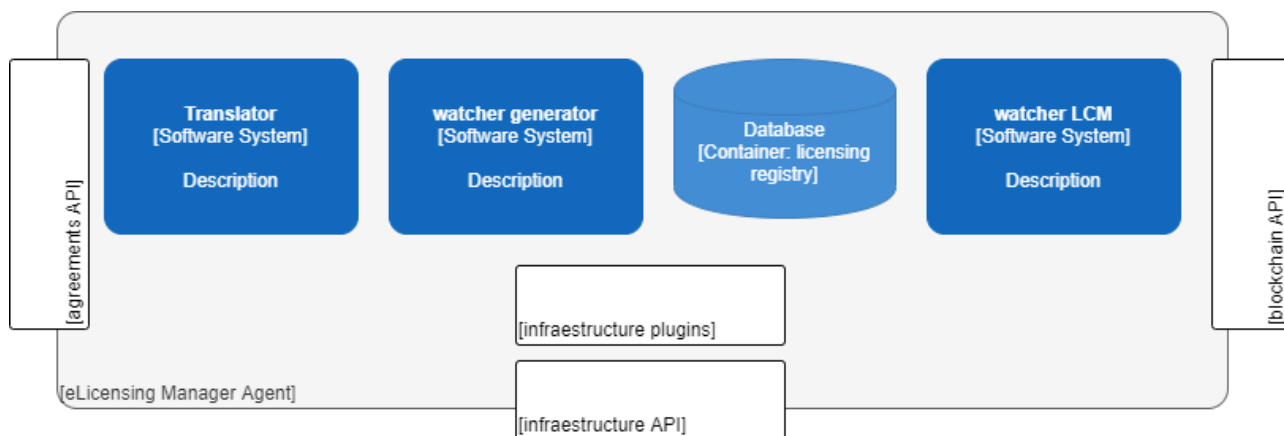 [agreements API]
Translator
[Software System]
Description
watcher generator
[Software System]
Description
Database
[Container: licensing
registry]
watcher LCM
[Software System]
Description
[blockchain API]
[infraestructure plugins]
[eLicensing Manager Agent]
[infraestructure API]